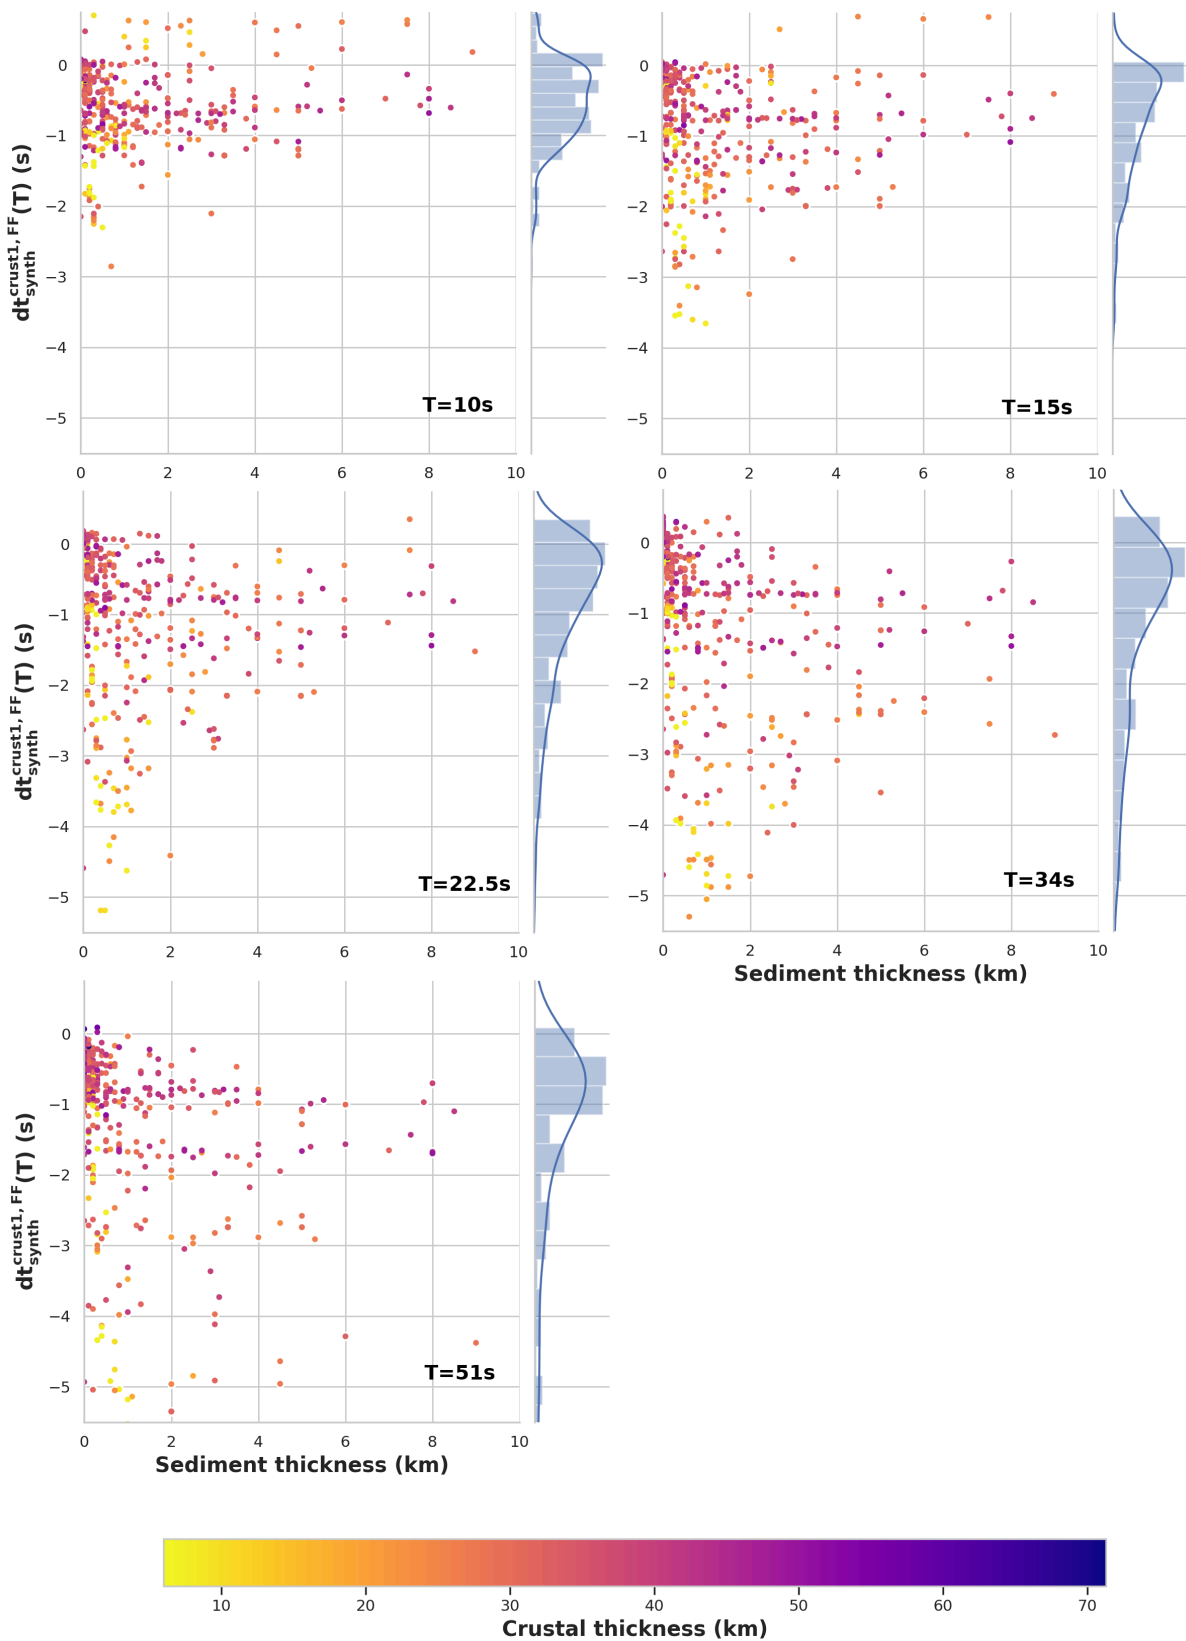 0
−1
−2
−3
−4
−5
0 2 4 6 8 10
dt^{crust1, FF}_{synth}(T) (s)
T=10s
0
−1
−2
−3
−4
−5
0 2 4 6 8 10
T=15s
0
−1
−2
−3
−4
−5
0 2 4 6 8 10
dt^{crust1, FF}_{synth}(T) (s)
T=22.5s
0
−1
−2
−3
−4
−5
0 2 4 6 8 10
T=34s
Sediment thickness (km)
0
−1
−2
−3
−4
−5
0 2 4 6 8 10
dt^{crust1, FF}_{synth}(T) (s)
T=51s
Sediment thickness (km)
10 20 30 40 50 60 70
Crustal thickness (km)